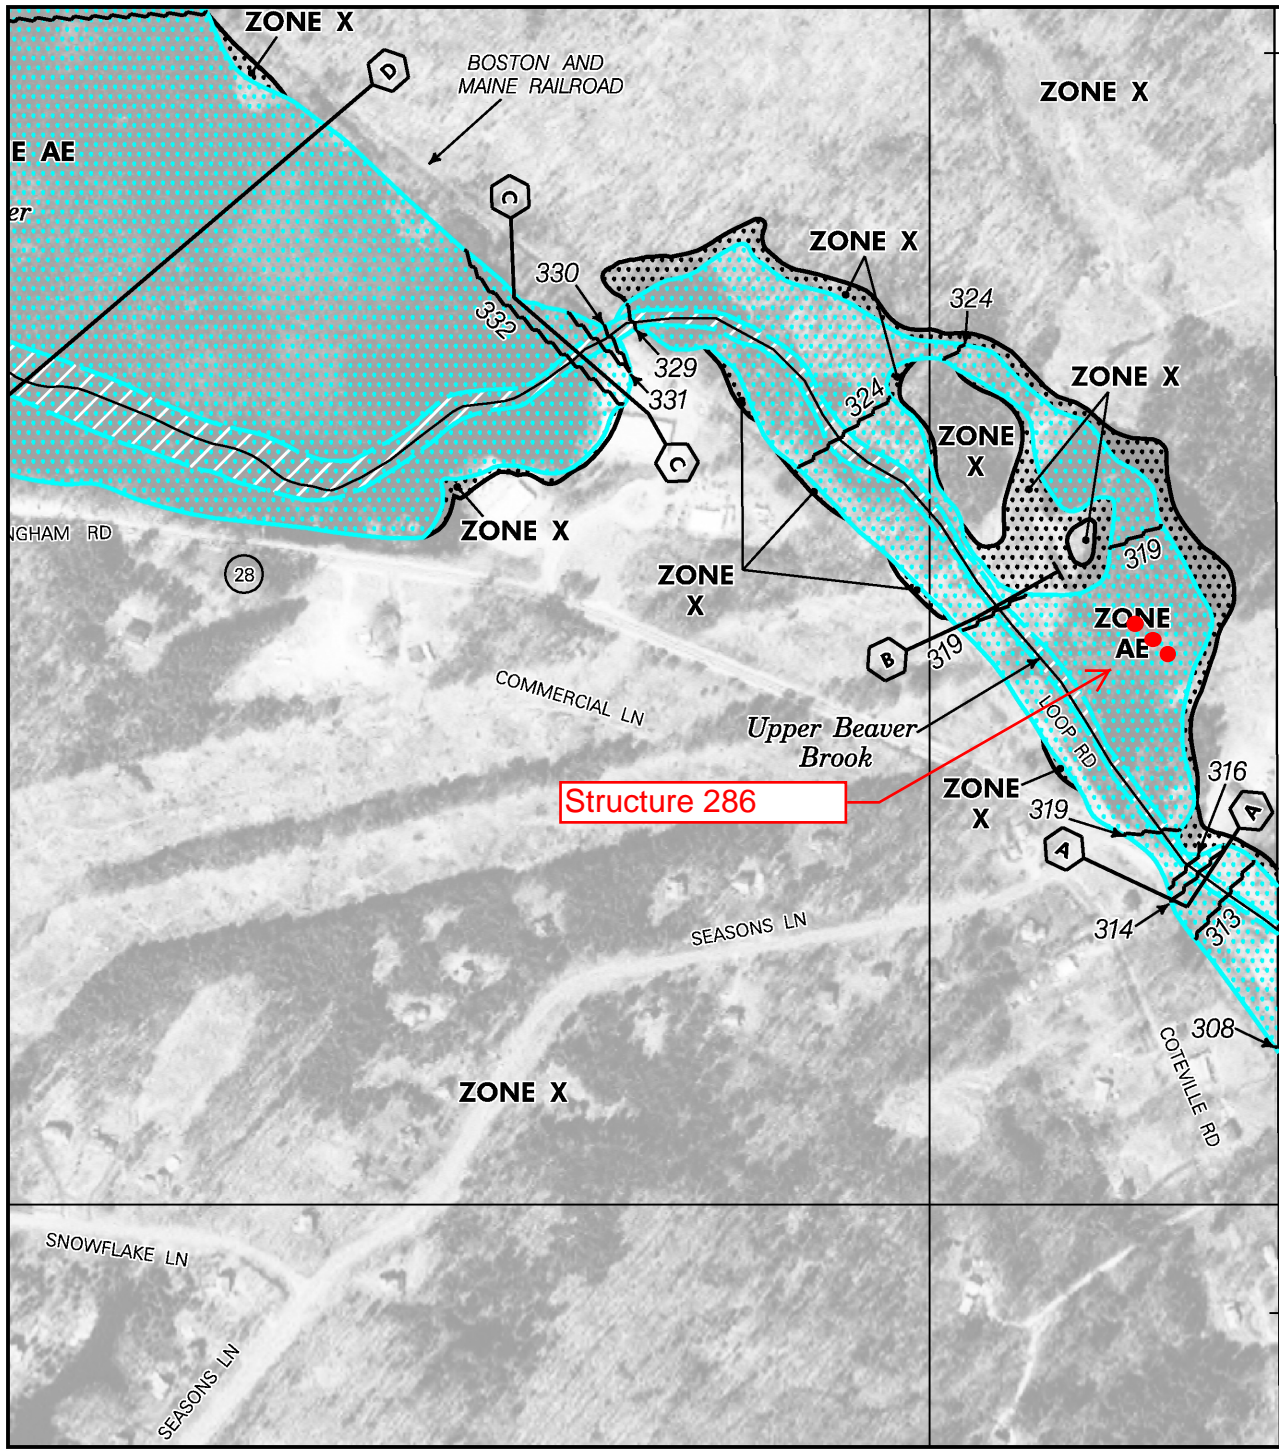 ZONE X
D
BOSTON AND
MAINE RAILROAD
ZONE X
E AE
er
C
ZONE X
330
324
332
329
ZONE X
331
324
ZONE
X
C
ZONE X
NGHAM RD
28
319
ZONE
X
ZONE
AE
B
319
COMMERCIAL LN
LOOP RD
Upper Beaver
Brook
316
ZONE
X
Structure 286
319
A
A
314
313
SEASONS LN
308
COTEVILLE RD
ZONE X
SNOWFLAKE LN
SEASONS LN